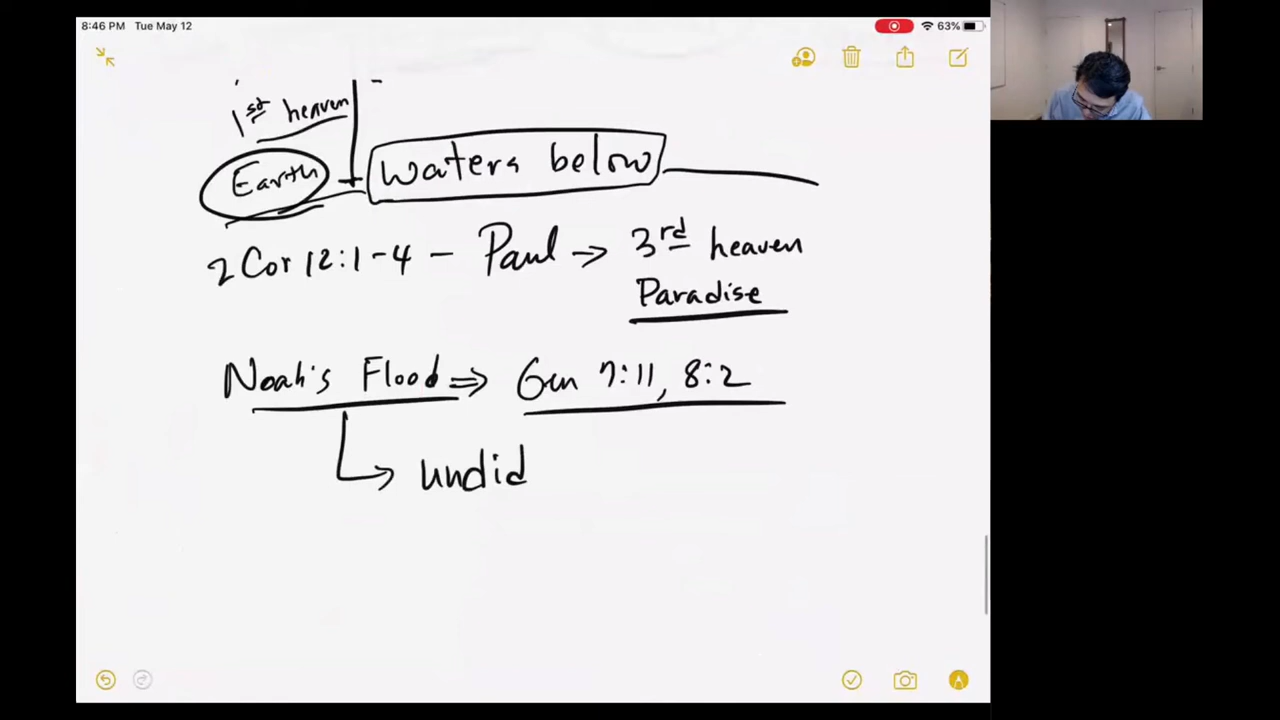 8:46 PM Tue May 12
63%
1st heaven
Earth
Waters below
2 Cor 12:1-4 - Paul → 3rd heaven
Paradise
Noah's Flood ⇒ Gen 7:11, 8:2
undid